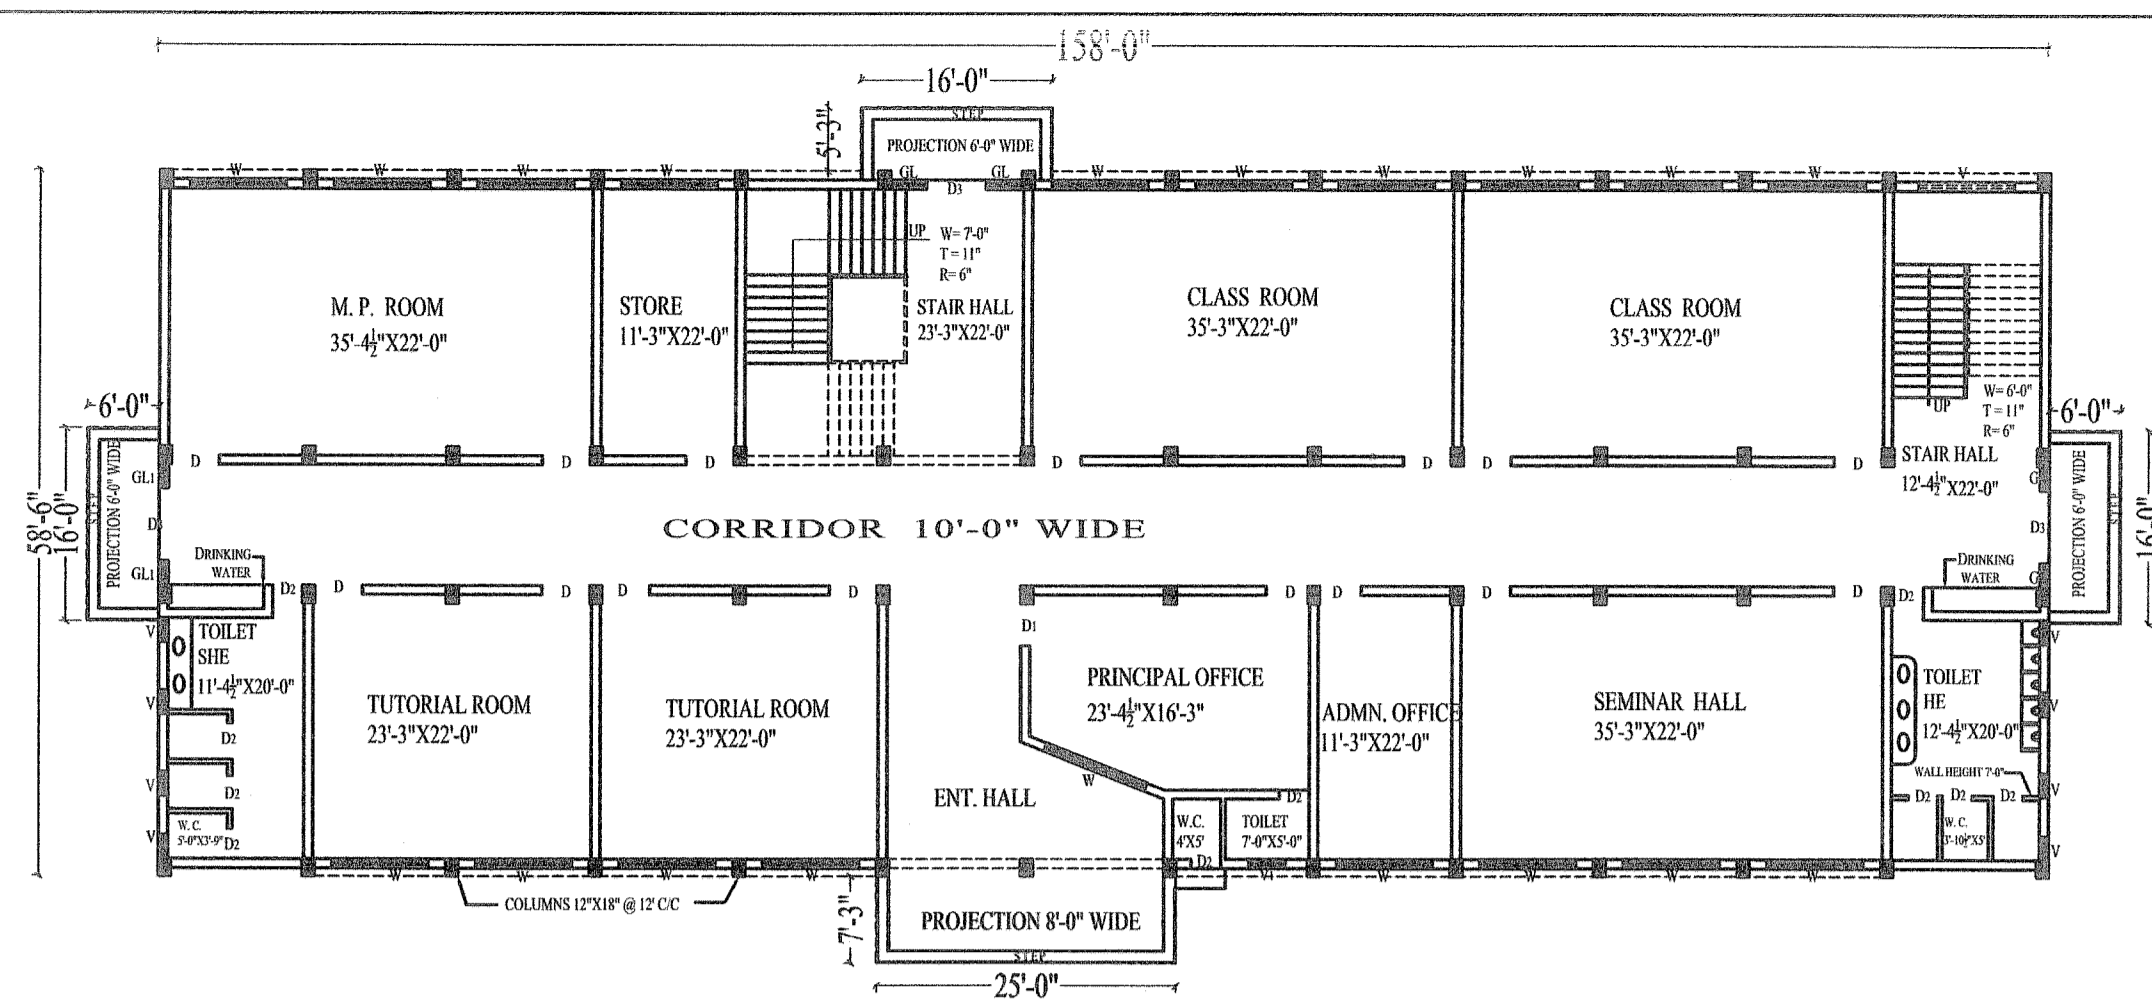 158'-0"
16'-0"
5'-3"
STEP
PROJECTION 6'-0" WIDE
W W W W GL GL W W W W W W V
D3
UP W= 7'-0"
T = 11"
R= 6"
M. P. ROOM
35'-4½"X22'-0"
STORE
11'-3"X22'-0"
STAIR HALL
23'-3"X22'-0"
CLASS ROOM
35'-3"X22'-0"
CLASS ROOM
35'-3"X22'-0"
UP
W= 6'-0"
T = 11"
R= 6"
STAIR HALL
12'-4½"X22'-0"
6'-0"
6'-0"
58'-6"
16'-0"
STEP
PROJECTION 6'-0" WIDE
GL1
D
GL1
D D D D D D D
CORRIDOR 10'-0" WIDE
G
D3
G
PROJECTION 6'-0" WIDE
STEP
16'-0"
DRINKING
WATER
DRINKING
WATER
D2 D D D D D D D D D2
D1
V
V
V
V
TOILET
SHE
11'-4½"X20'-0"
D2
D2
W. C.
5'-0"X3'-9" D2
TUTORIAL ROOM
23'-3"X22'-0"
TUTORIAL ROOM
23'-3"X22'-0"
ENT. HALL
PRINCIPAL OFFICE
23'-4½"X16'-3"
W
D2
W.C.
4'X5'
D2
TOILET
7'-0"X5'-0"
ADMN. OFFICE
11'-3"X22'-0"
SEMINAR HALL
35'-3"X22'-0"
TOILET
HE
12'-4½"X20'-0"
WALL HEIGHT 7'-0"
D2 D2 D2
W. C.
3'-10½"X5'
V
V
V
V
W W W W V1 W W W W
COLUMNS 12"X18" @ 12' C/C
7'-3"
PROJECTION 8'-0" WIDE
STEP
25'-0"